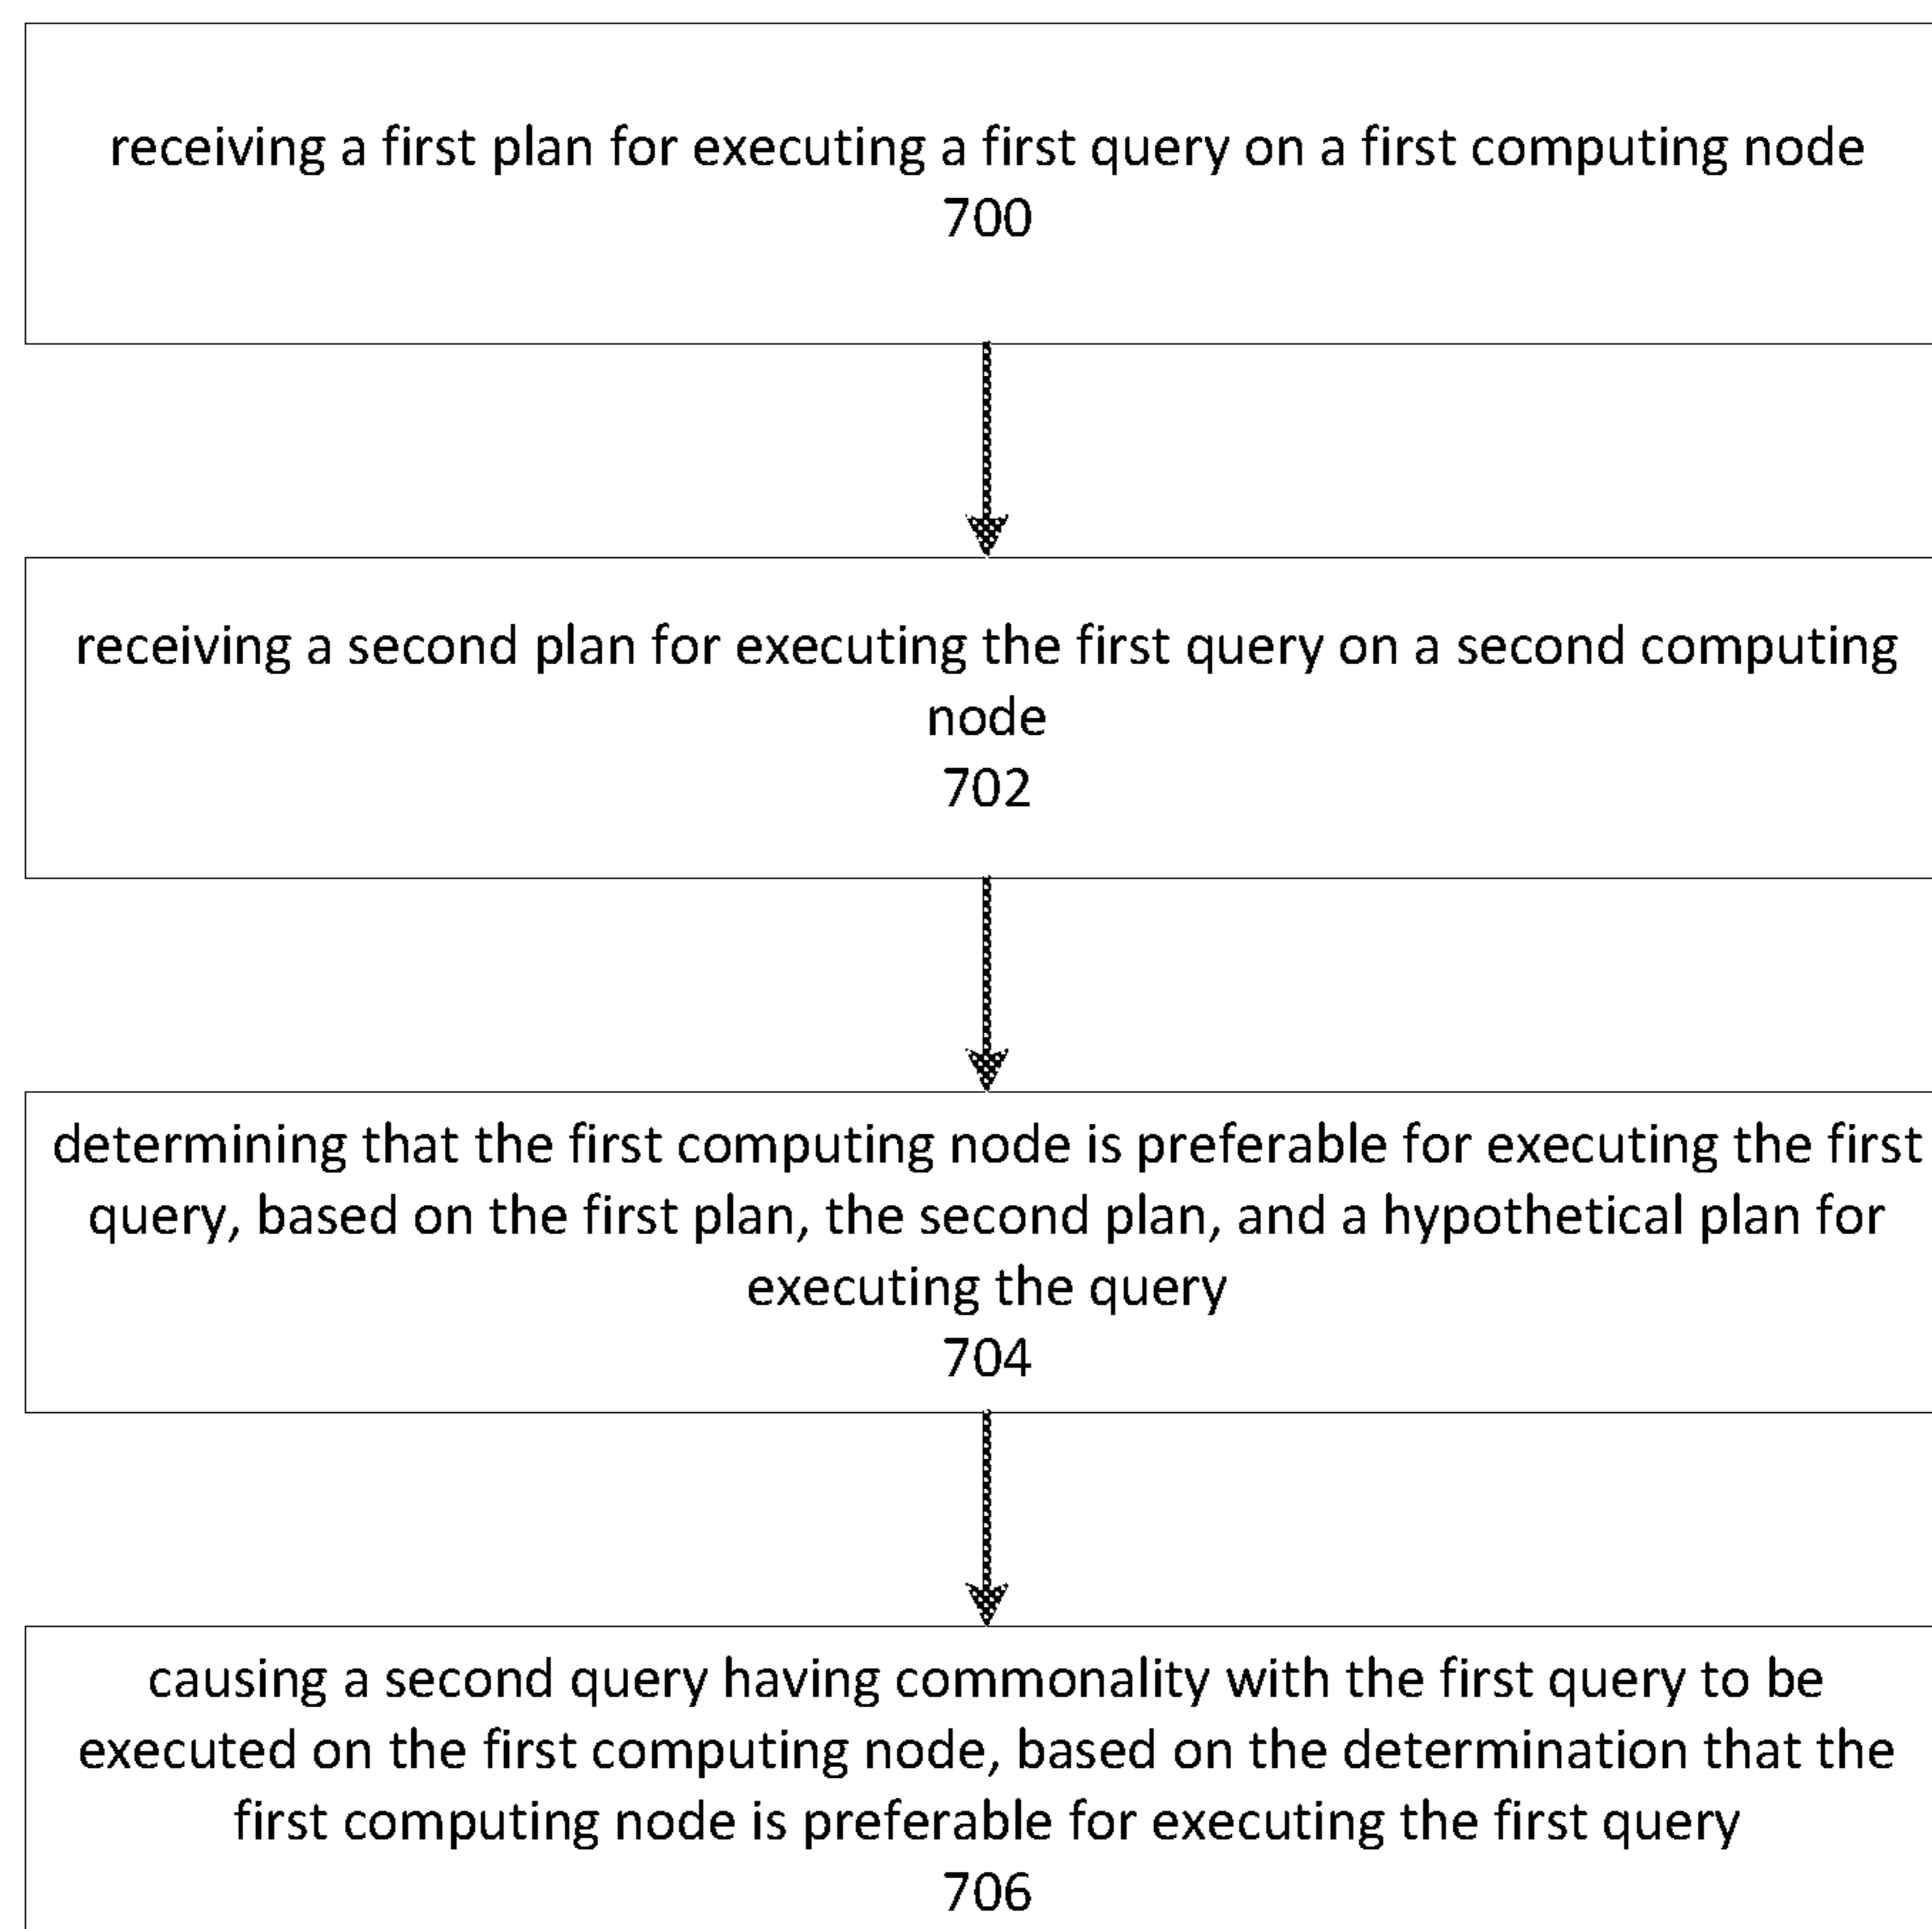 receiving a first plan for executing a first query on a first computing node
700
receiving a second plan for executing the first query on a second computing
node
702
determining that the first computing node is preferable for executing the first
query, based on the first plan, the second plan, and a hypothetical plan for
executing the query
704
causing a second query having commonality with the first query to be
executed on the first computing node, based on the determination that the
first computing node is preferable for executing the first query
706